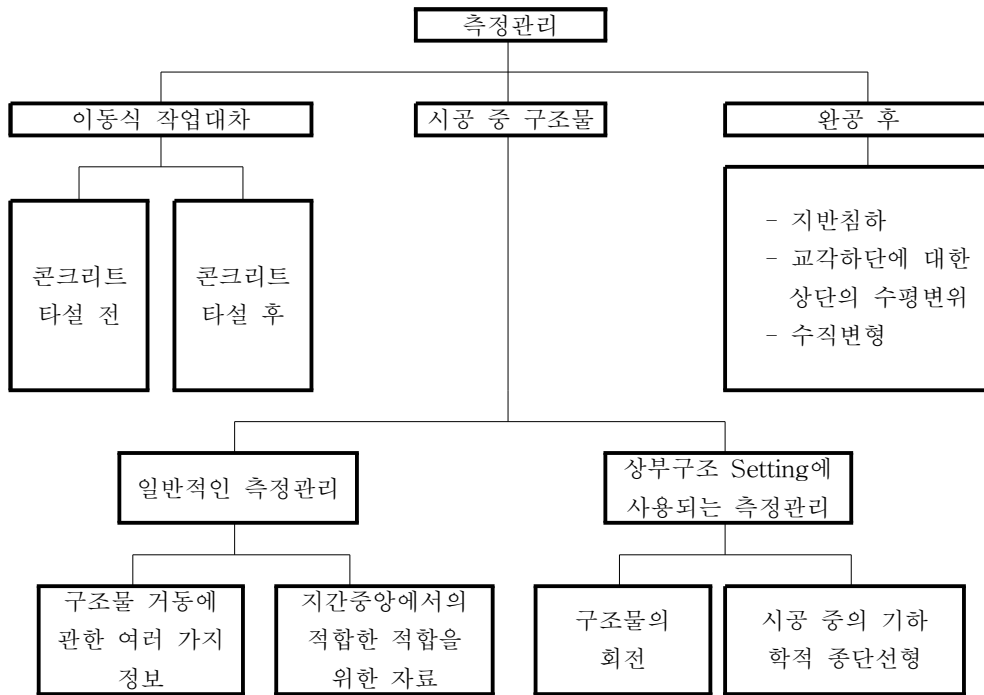 측정관리
이동식 작업대차
시공 중 구조물
완공 후
콘크리트
타설 전
콘크리트
타설 후
- 지반침하
- 교각하단에 대한
상단의 수평변위
- 수직변형
일반적인 측정관리
상부구조 Setting에
사용되는 측정관리
구조물 거동에
관한 여러 가지
정보
지간중앙에서의
적합한 적합을
위한 자료
구조물의
회전
시공 중의 기하
학적 종단선형